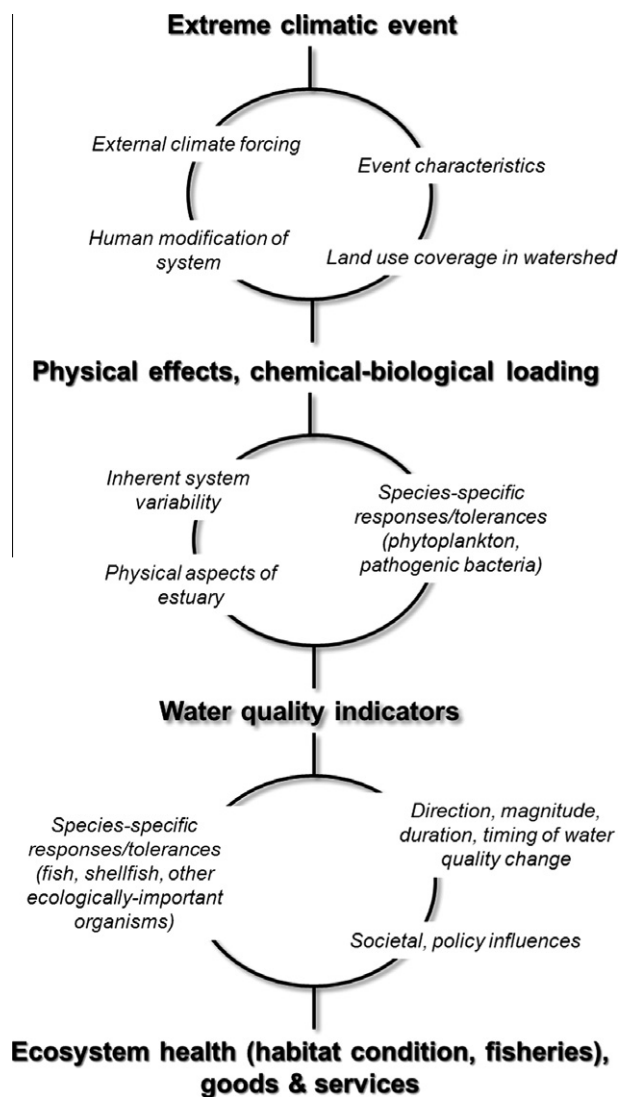 Extreme climatic event
External climate forcing
Event characteristics
Human modification of
system
Land use coverage in watershed
Physical effects, chemical-biological loading
Inherent system
variability
Species-specific
responses/tolerances
(phytoplankton,
pathogenic bacteria)
Physical aspects of
estuary
Water quality indicators
Species-specific
responses/tolerances
(fish, shellfish, other
ecologically-important
organisms)
Direction, magnitude,
duration, timing of water
quality change
Societal, policy influences
Ecosystem health (habitat condition, fisheries),
goods & services